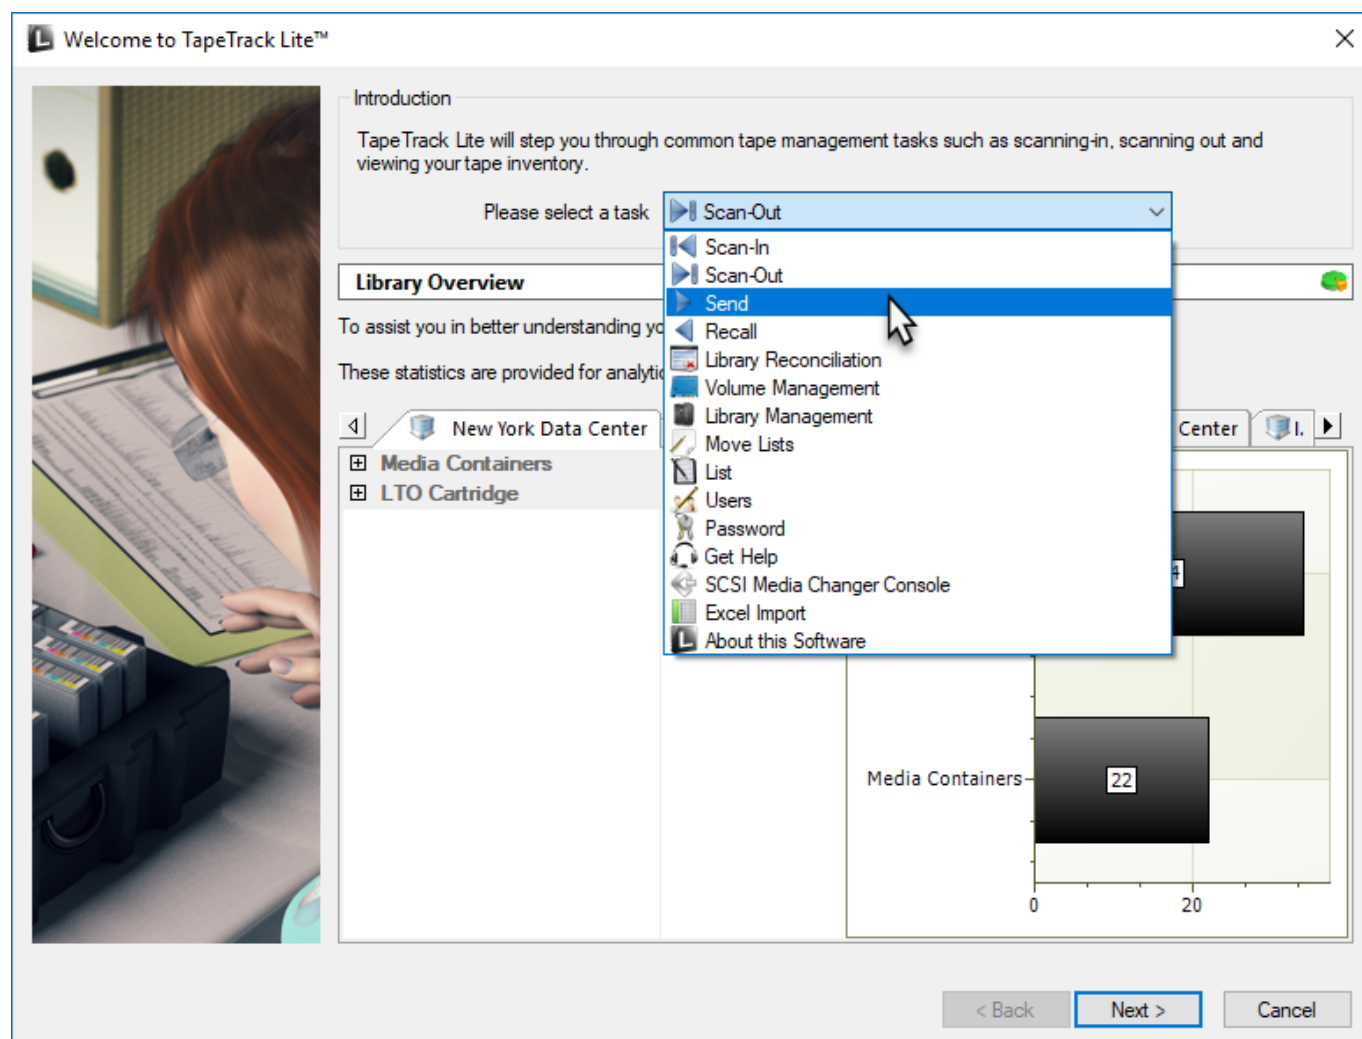 Welcome to TapeTrack Lite™
Introduction
TapeTrack Lite will step you through common tape management tasks such as scanning-in, scanning out and
viewing your tape inventory.
Please select a task
Scan-Out
Scan-In
Scan-Out
Send
Recall
Library Reconciliation
Volume Management
Library Management
Move Lists
List
Users
Password
Get Help
SCSI Media Changer Console
Excel Import
About this Software
Library Overview
To assist you in better understanding
These statistics are provided for
New York Data Center
Center
Media Containers
LTO Cartridge
4
Media Containers
22
0 20
< Back Next > Cancel